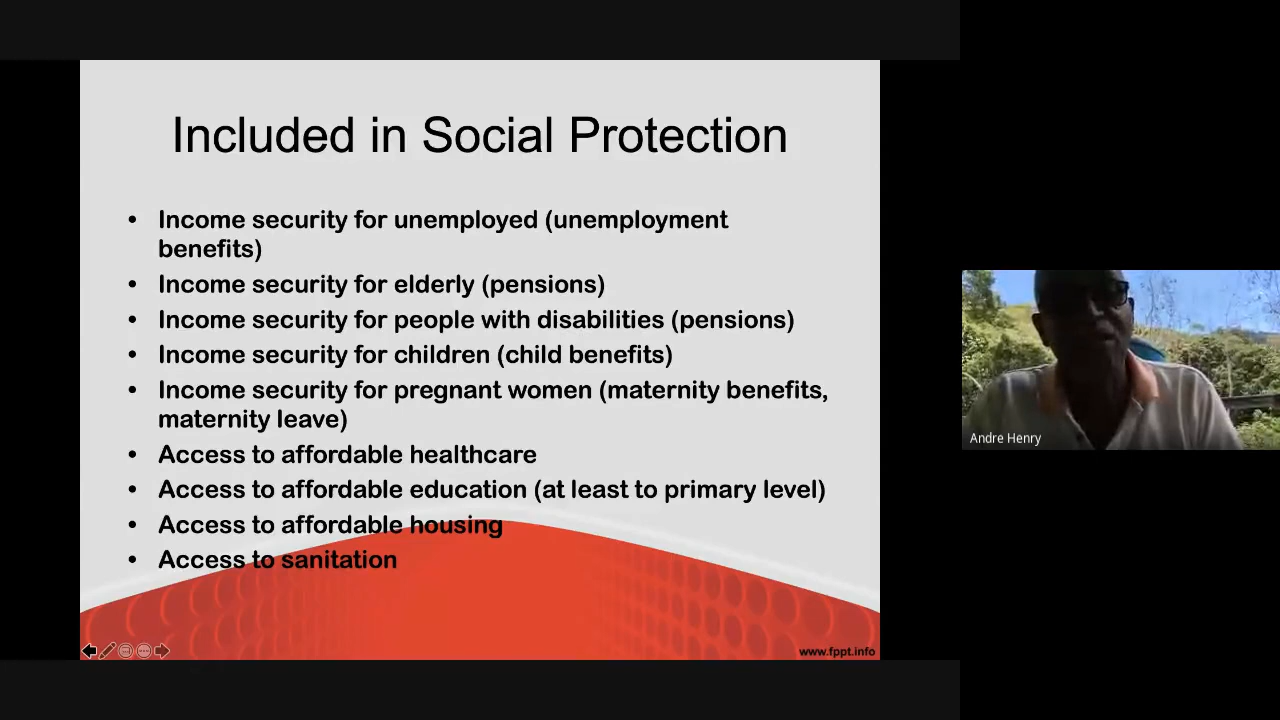 Included in Social Protection
• Income security for unemployed (unemployment
benefits)
• Income security for elderly (pensions)
• Income security for people with disabilities (pensions)
• Income security for children (child benefits)
• Income security for pregnant women (maternity benefits,
maternity leave)
• Access to affordable healthcare
• Access to affordable education (at least to primary level)
• Access to affordable housing
• Access to sanitation
www.fppt.info
Andre Henry